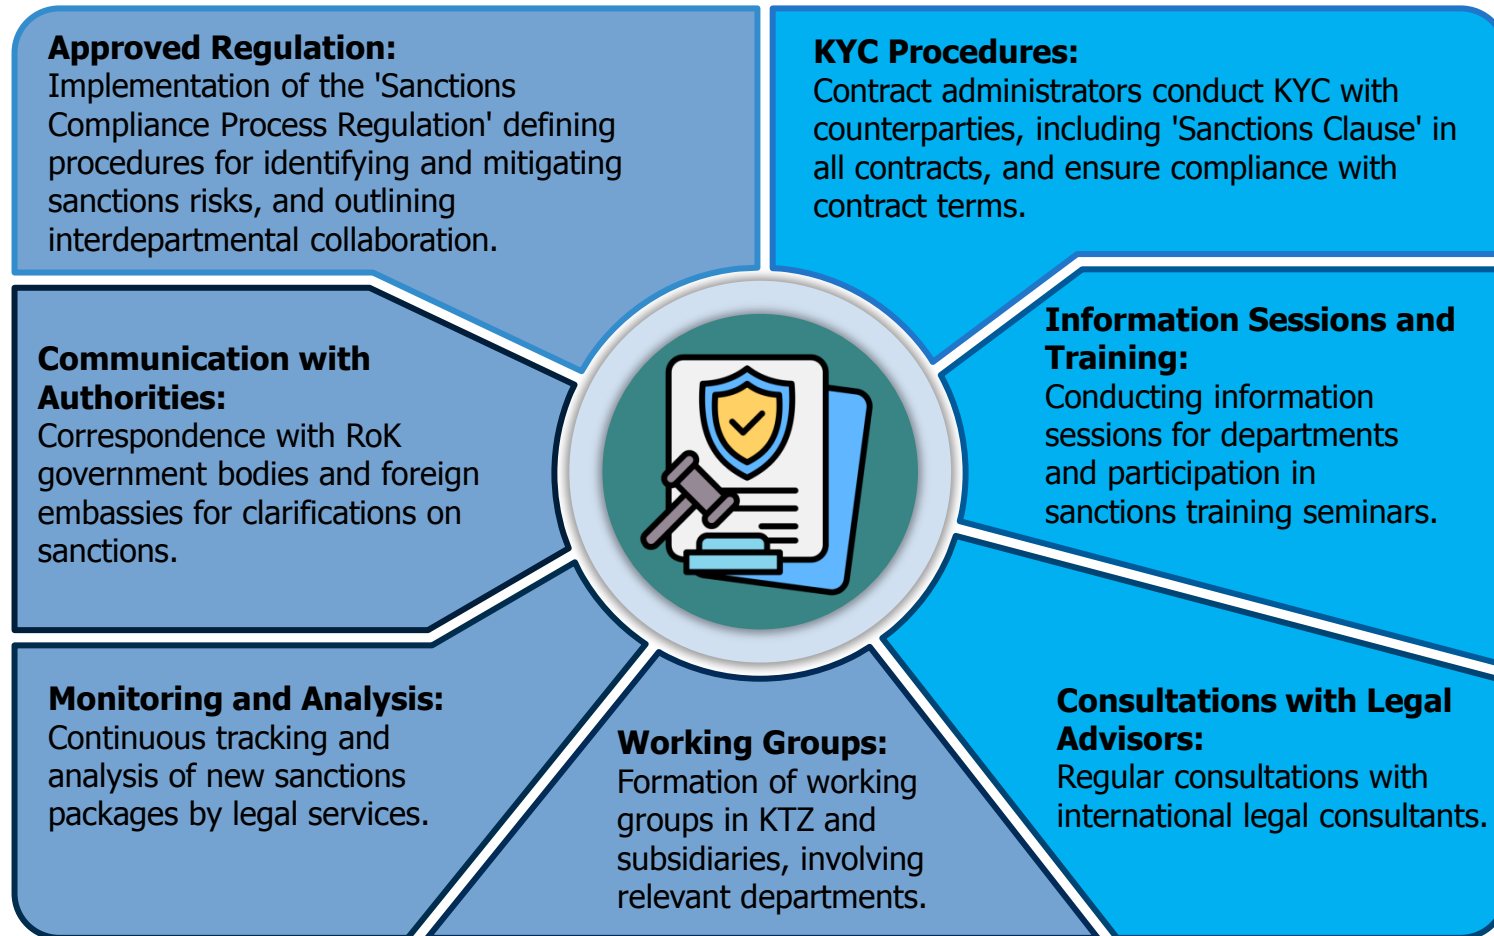 Approved Regulation:
Implementation of the 'Sanctions
Compliance Process Regulation' defining
procedures for identifying and mitigating
sanctions risks, and outlining
interdepartmental collaboration.
KYC Procedures:
Contract administrators conduct KYC with
counterparties, including 'Sanctions Clause' in
all contracts, and ensure compliance with
contract terms.
Communication with
Authorities:
Correspondence with RoK
government bodies and foreign
embassies for clarifications on
sanctions.
Information Sessions and
Training:
Conducting information
sessions for departments
and participation in
sanctions training seminars.
Monitoring and Analysis:
Continuous tracking and
analysis of new sanctions
packages by legal services.
Working Groups:
Formation of working
groups in KTZ and
subsidiaries, involving
relevant departments.
Consultations with Legal
Advisors:
Regular consultations with
international legal consultants.